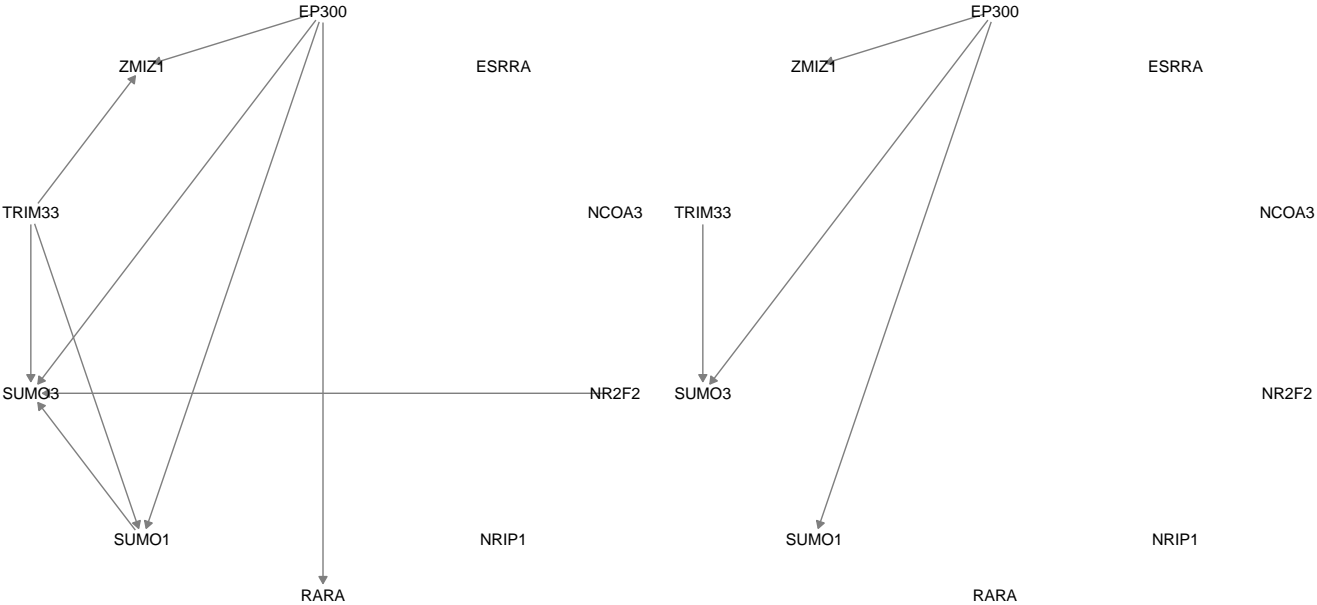 EP300
ZMIZ1
ESRRA
TRIM33
NCOA3
SUMO3
NR2F2
SUMO1
NRIP1
RARA
EP300
ZMIZ1
ESRRA
TRIM33
NCOA3
SUMO3
NR2F2
SUMO1
NRIP1
RARA